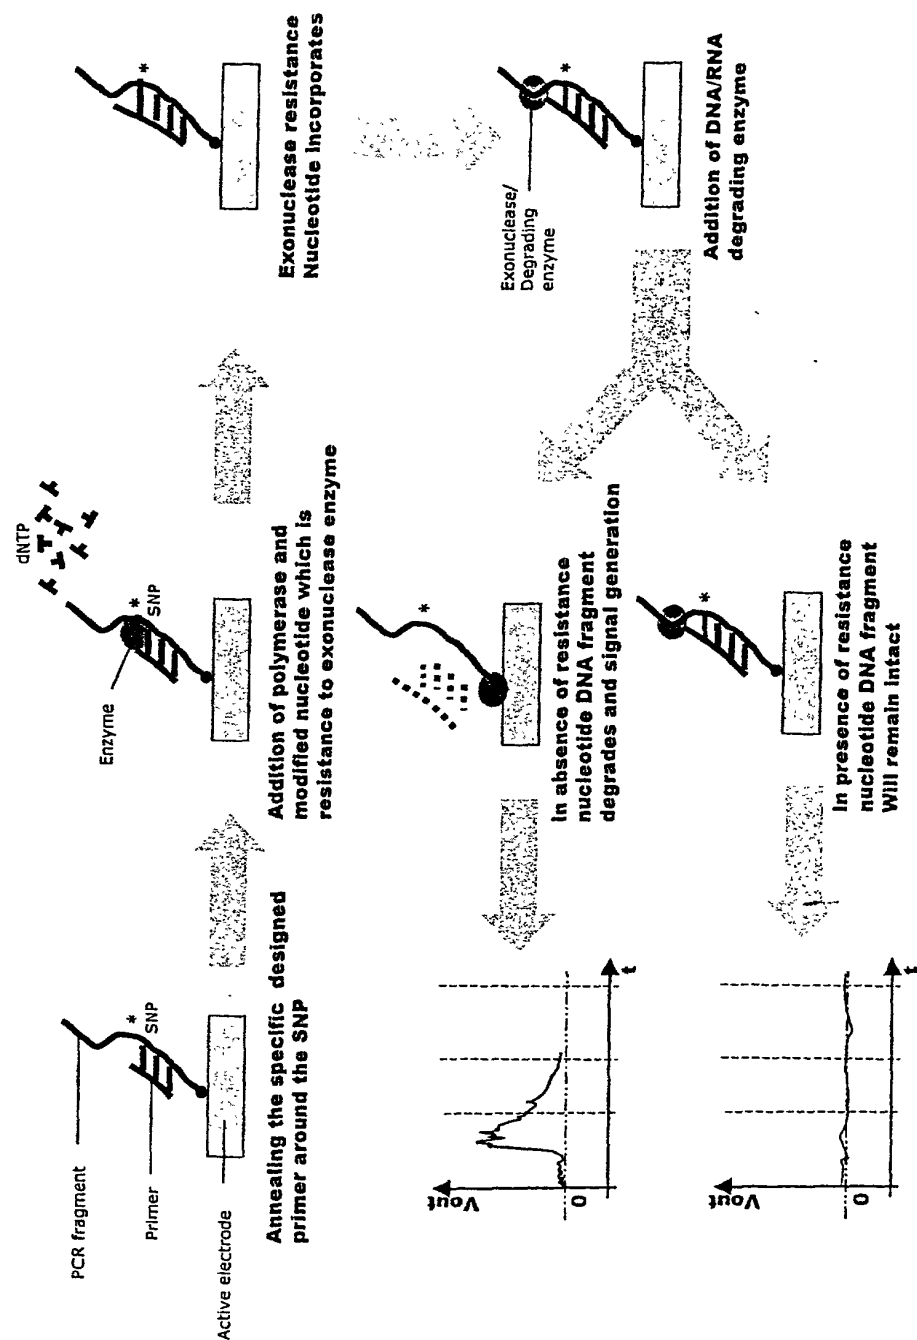 PCR fragment
Primer
*
SNP
Active electrode
Annealing the specific designed
primer around the SNP
dNTP
Enzyme
*
SNP
Addition of polymerase and
modified nucleotide which is
resistance to exonuclease enzyme
*
Exonuclease resistance
Nucleotide incorporates
Exonuclease/
Degrading
enzyme
*
Addition of DNA/RNA
degrading enzyme
*
In absence of resistance
nucleotide DNA fragment
degrades and signal generation
*
In presence of resistance
nucleotide DNA fragment
Will remain intact
Vout
0
t
Vout
0
t